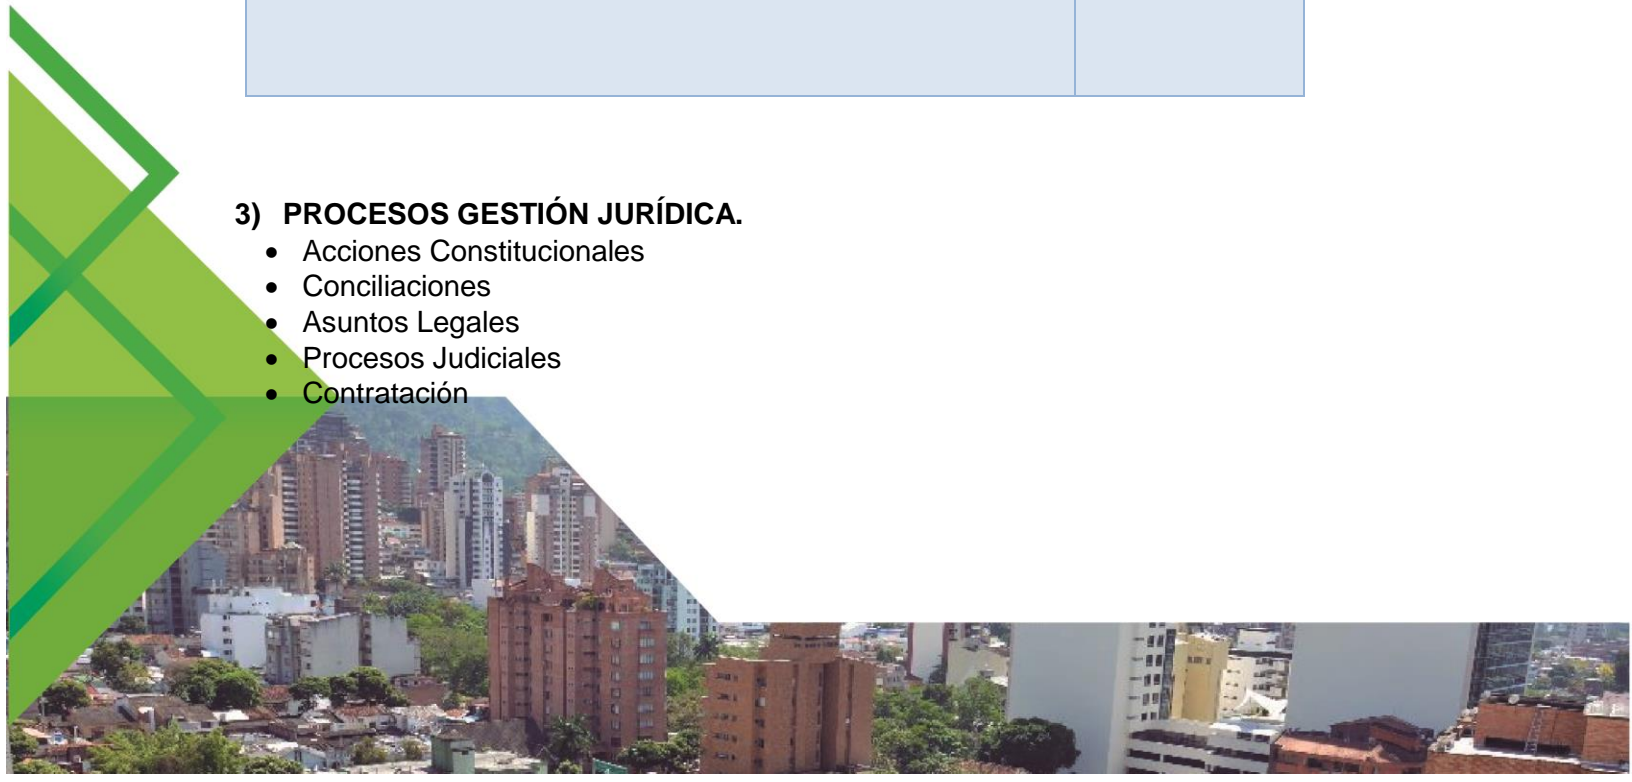 3) PROCESOS GESTIÓN JURÍDICA.
• Acciones Constitucionales
• Conciliaciones
• Asuntos Legales
• Procesos Judiciales
• Contratación